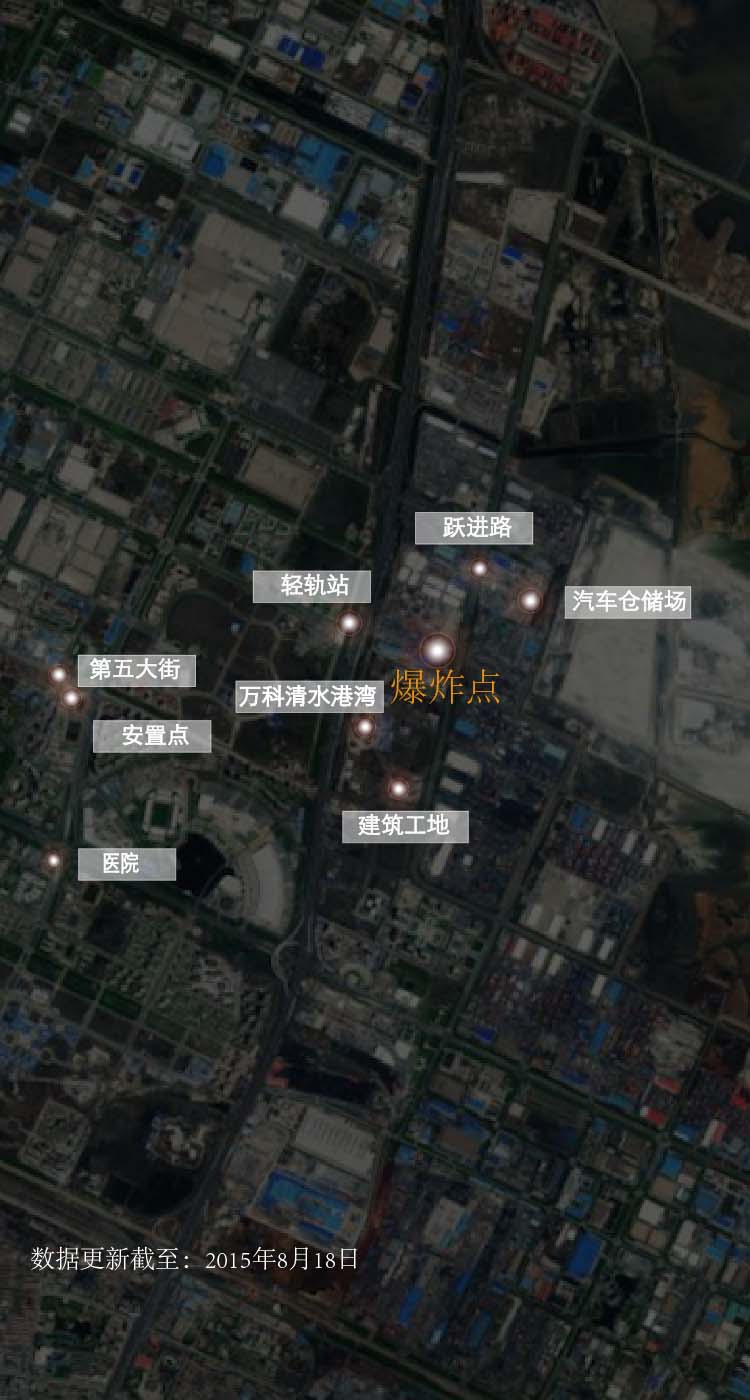 跃进路
轻轨站
汽车仓储场
第五大街
万科清水港湾
爆炸点
安置点
建筑工地
医院
数据更新截至：2015年8月18日